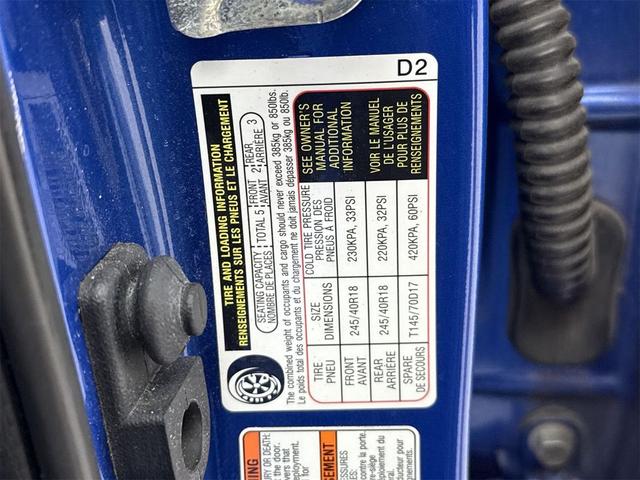 D2
TIRE AND LOADING INFORMATION
RENSEIGNEMENTS SUR LES PNEUS ET LE CHARGEMENT
SEATING CAPACITY
NOMBRE DE PLACES
TOTAL 5
FRONT
AVANT
2
REAR
ARRIÈRE
3
The combined weight of occupants and cargo should never exceed 385kg or 850lbs.
Le poids total des occupants et du chargement ne doit jamais dépasser 385kg ou 850lb.
TIRE
PNEU
SIZE
DIMENSIONS
COLD TIRE PRESSURE
PRESSION DES
PNEUS À FROID
SEE OWNER'S
MANUAL FOR
ADDITIONAL
INFORMATION
FRONT
AVANT
245/40R18
230KPA, 33PSI
REAR
ARRIÈRE
245/40R18
220KPA, 32PSI
VOIR LE MANUEL
DE L'USAGER
POUR PLUS DE
RENSEIGNEMENTS
SPARE
DE SECOURS
T145/70D17
420KPA, 60PSI